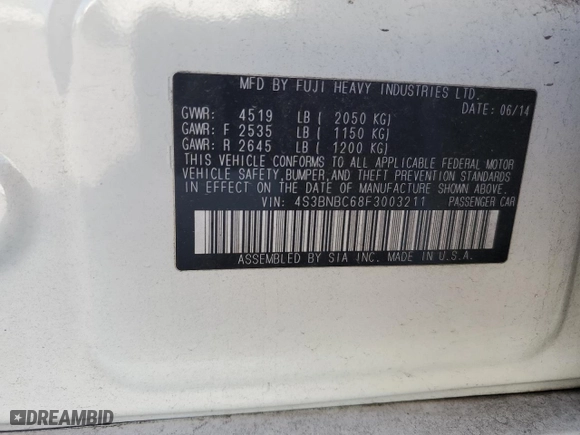 MFD BY FUJI HEAVY INDUSTRIES LTD.
DATE: 06/14
GVWR: 4519 LB ( 2050 KG)
GAWR: F 2535 LB ( 1150 KG)
GAWR: R 2645 LB ( 1200 KG)
THIS VEHICLE CONFORMS TO ALL APPLICABLE FEDERAL MOTOR
VEHICLE SAFETY, BUMPER, AND THEFT PREVENTION STANDARDS
IN EFFECT ON THE DATE OF MANUFACTURE SHOWN ABOVE.
VIN: 4S3BNBC68F3003211 PASSENGER CAR
ASSEMBLED BY SIA INC. MADE IN U.S.A.
DREAMBID